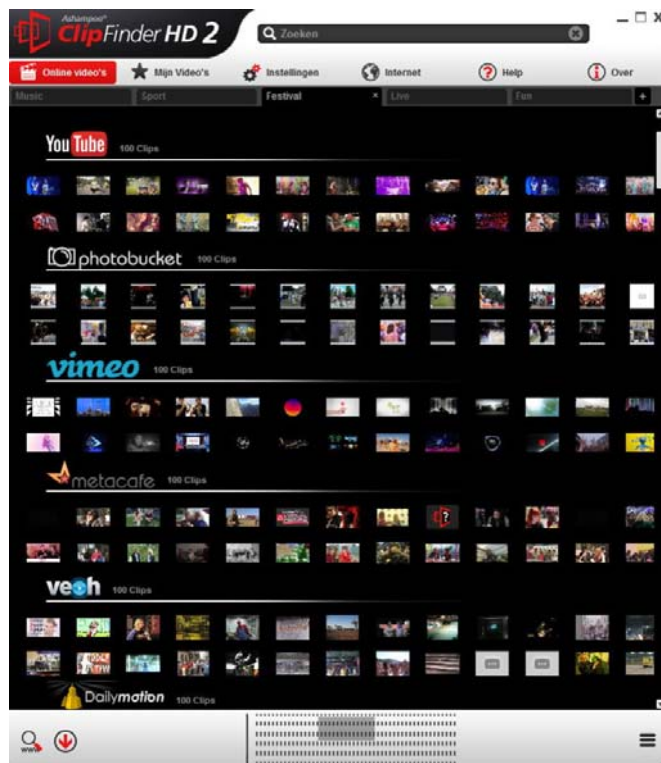 Ashampoo®
ClipFinder HD 2
Zoeken
Online video's Mijn Video's Instellingen Internet Help Over
Music Sport Festival × Live Fun +
YouTube 100 Clips
photobucket 100 Clips
vimeo 100 Clips
metacafe 100 Clips
veoh 100 Clips
Dailymotion 100 Clips
www